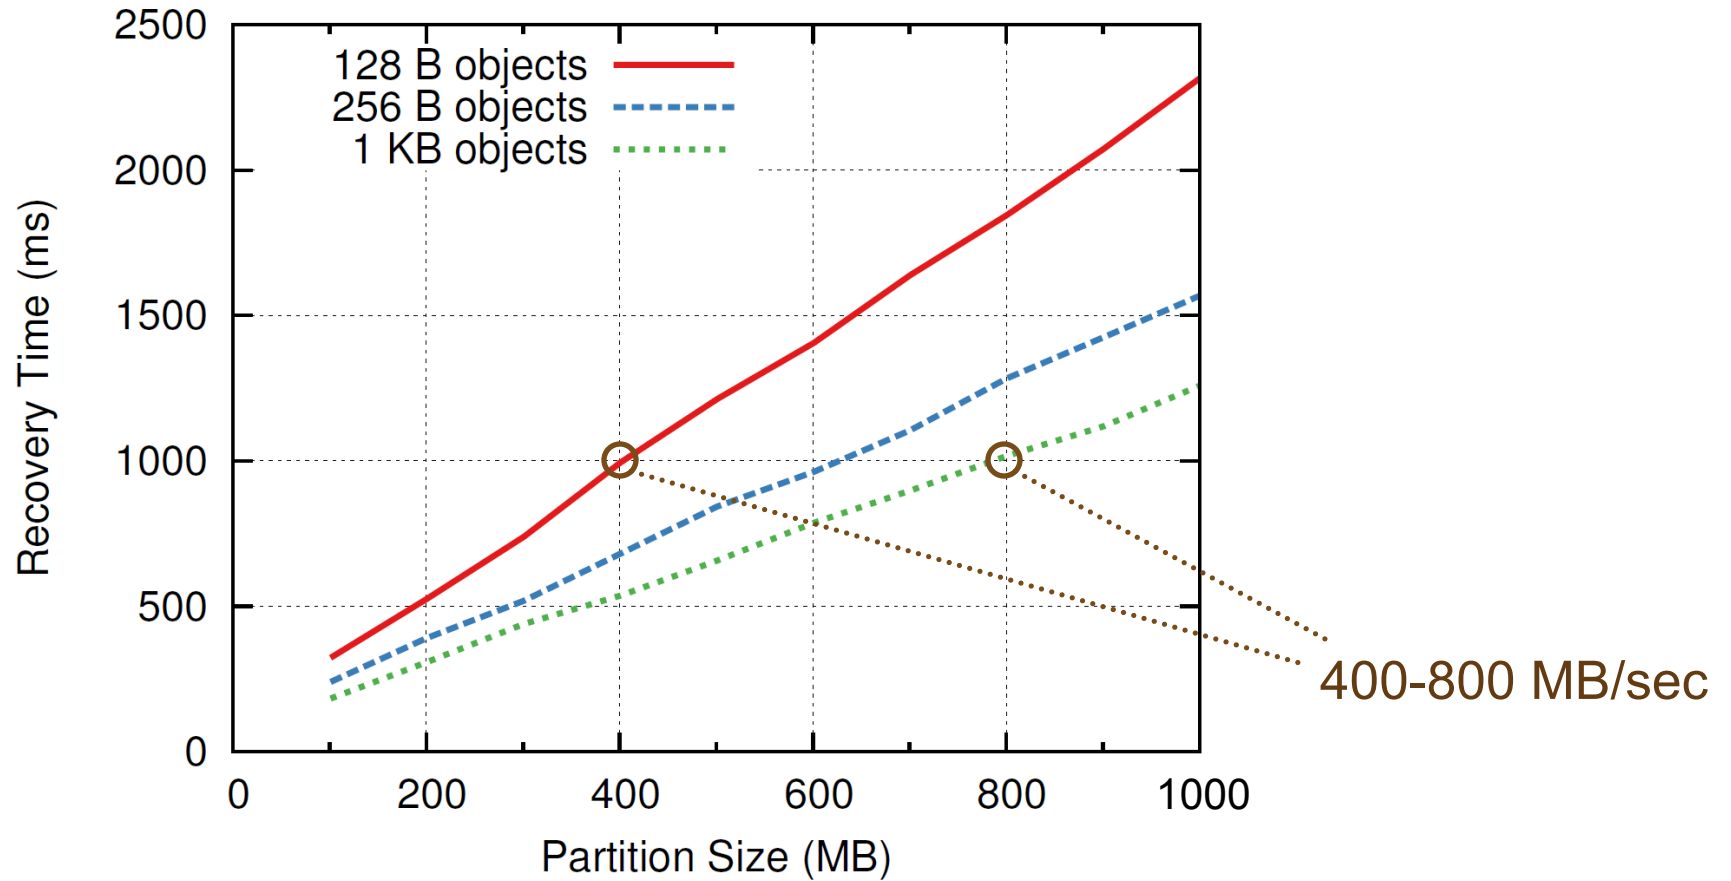 2500
2000
1500
1000
500
0
Recovery Time (ms)
128 B objects
256 B objects
1 KB objects
400-800 MB/sec
0 200 400 600 800 1000
Partition Size (MB)